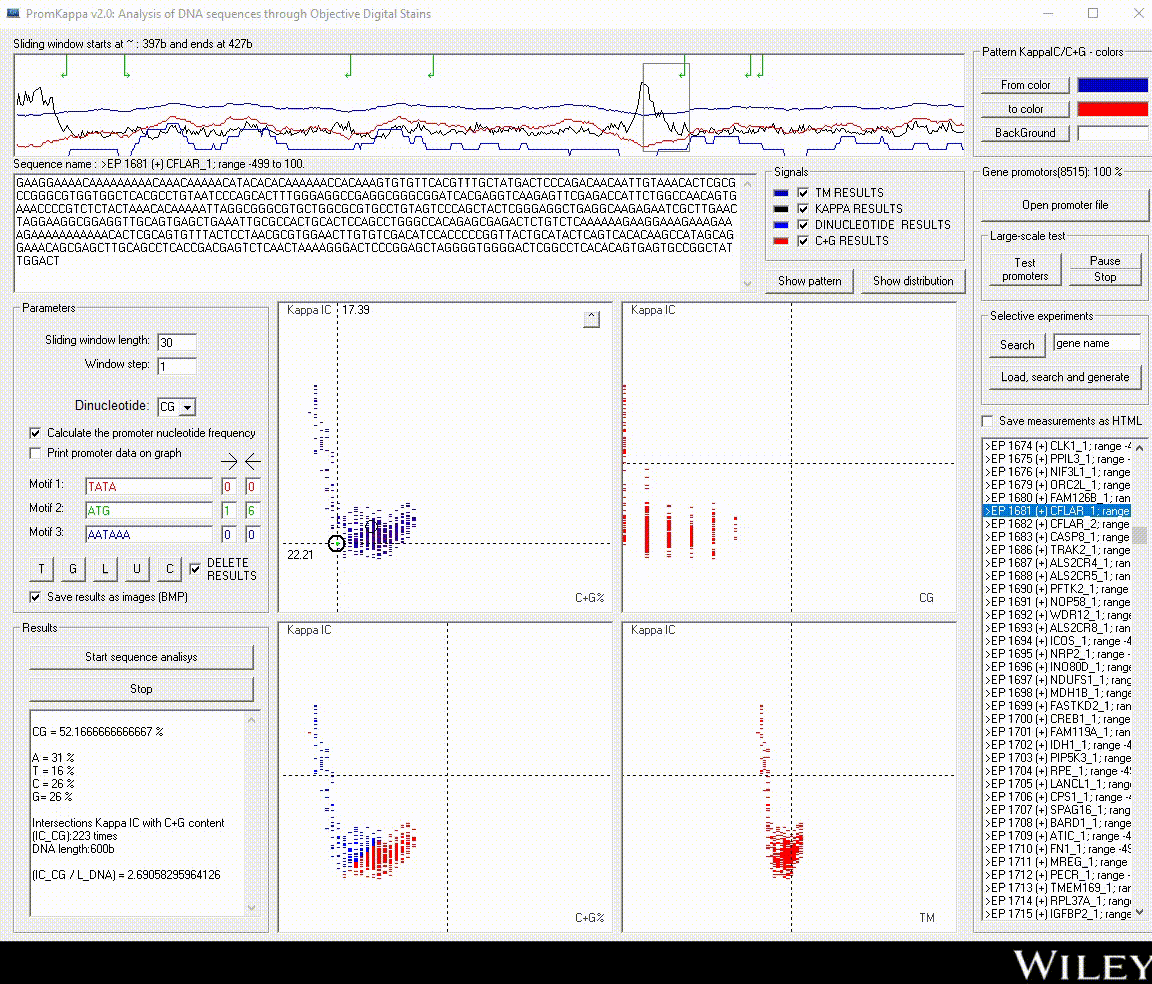 PromKappa v2.0: Analysis of DNA sequences through Objective Digital Stains
Sliding window starts at ~ : 397b and ends at 427b
Sequence name : >EP 1681 (+) CFLAR_1; range -499 to 100.
GAAGGAAAACAAAAAAAAACAAACAAAAACATACACACAAAAAACCACAAAGTGTGTTCACGTTTGCTATGACTCCCAGACAACAATTGTAAACACTCGCG
CCGGGCGTGGTGGCTCACGCCTGTAATCCCAGCACTTTGGGAGGCCGAGGCGGGCGGATCACGAGGTCAAGAGTTCGAGACCATTCTGGCCAACAGTG
AAACCCCGTCTCTACTAAACACAAAAATTAGGCGGGCGTGCTGGCGCGTGCCTGTAGTCCCAGCTACTCGGGAGGCTGAGGCAAGAGAATCGCTTGAAC
TAGGAAGGCGGAGGTTGCAGTGAGCTGAAATTGCGCCACTGCACTCCAGCCTGGGCCACAGAGCGAGACTCTGTCTCAAAAAAGAAGGAAAGAAAGAA
AGAAAAAAAAAAAACACTCGCAGTGTTTACTCCTAACGCGTGGAACTTGTGTCGACATCCACCCCCGGTTACTGCATACTCAGTCACACAAGCCATAGCAG
GGAAACAGCGAGCTTGCAGCCTCACCGACGAGTCTCAACTAAAAGGGACTCCCGGAGCTAGGGGTGGGGACTCGGCCTCACACAGTGAGTGCCGGCTAT
TGGACT
Signals
TM RESULTS
KAPPA RESULTS
DINUCLEOTIDE RESULTS
C+G RESULTS
Show pattern
Show distribution
Pattern KappaIC/C+G - colors
From color
to color
BackGround
Gene promotors(8515): 100 %
Open promoter file
Large-scale test
Test promoters
Pause
Stop
Selective experiments
Search
gene name
Load, search and generate
Save measurements as HTML
Parameters
Sliding window length: 30
Window step: 1
Dinucleotide: CG
Calculate the promoter nucleotide frequency
Print promoter data on graph
Motif 1: TATA 0 0
Motif 2: ATG 1 6
Motif 3: AATAAA 0 0
T G L U C DELETE RESULTS
Save results as images (BMP)
Kappa IC 17.39
^
22.21
C+G%
Kappa IC
CG
Results
Start sequence analisys
Stop
CG = 52.1666666666667 %
A = 31 %
T = 16 %
C = 26 %
G= 26 %
Intersections Kappa IC with C+G content
(IC_CG):223 times
DNA length:600b
(IC_CG / L_DNA) = 2.69058295964126
Kappa IC
C+G%
Kappa IC
TM
>EP 1674 (+) CLK1_1; range -4
>EP 1675 (+) PPIL3_1; range -
>EP 1676 (+) NIF3L1_1; range
>EP 1679 (+) ORC2L_1; range
>EP 1680 (+) FAM126B_1; ran
>EP 1681 (+) CFLAR_1; range
>EP 1682 (+) CFLAR_2; range
>EP 1683 (+) CASP8_1; range
>EP 1686 (+) TRAK2_1; range
>EP 1687 (+) ALS2CR4_1; ran
>EP 1688 (+) ALS2CR5_1; ran
>EP 1690 (+) PFTK2_1; range
>EP 1691 (+) NOP58_1; range
>EP 1692 (+) WDR12_1; range
>EP 1693 (+) ALS2CR8_1; ran
>EP 1694 (+) ICOS_1; range -4
>EP 1695 (+) NRP2_1; range -
>EP 1696 (+) INO80D_1; range
>EP 1697 (+) NDUFS1_1; rang
>EP 1698 (+) MDH1B_1; range
>EP 1699 (+) FASTKD2_1; ran
>EP 1700 (+) CREB1_1; range
>EP 1701 (+) FAM119A_1; ran
>EP 1702 (+) IDH1_1; range -4
>EP 1703 (+) PIP5K3_1; range
>EP 1704 (+) RPE_1; range -49
>EP 1705 (+) LANCL1_1; range
>EP 1706 (+) CPS1_1; range -4
>EP 1707 (+) SPAG16_1; range
>EP 1708 (+) BARD1_1; range
>EP 1709 (+) ATIC_1; range -4
>EP 1710 (+) FN1_1; range -49
>EP 1711 (+) MREG_1; range
>EP 1712 (+) PECR_1; range -
>EP 1713 (+) TMEM169_1; rar
>EP 1714 (+) RPL37A_1; range
>EP 1715 (+) IGFBP2_1; range
WILEY